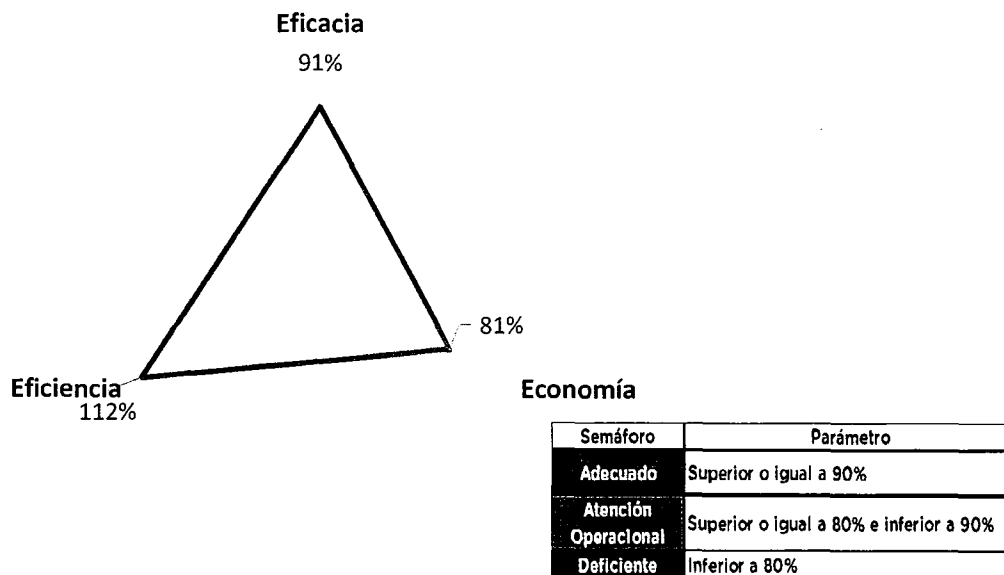 Eficacia
91%
81%
Eficiencia
112%
Economía
Semáforo Parámetro
Adecuado Superior o igual a 90%
Atención
Operacional Superior o igual a 80% e inferior a 90%
Deficiente Inferior a 80%